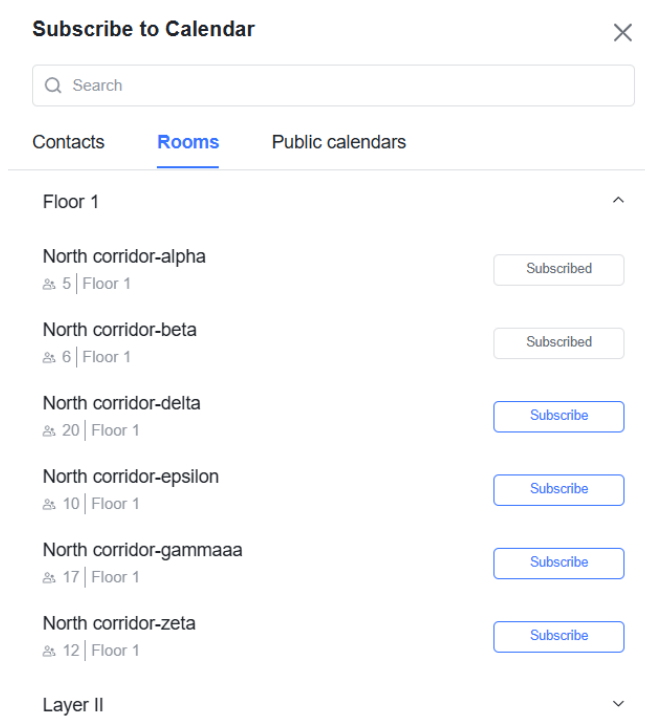 Subscribe to Calendar
Search
Contacts Rooms Public calendars
Floor 1
North corridor-alpha
5 | Floor 1
Subscribed
North corridor-beta
6 | Floor 1
Subscribed
North corridor-delta
20 | Floor 1
Subscribe
North corridor-epsilon
10 | Floor 1
Subscribe
North corridor-gammaaa
17 | Floor 1
Subscribe
North corridor-zeta
12 | Floor 1
Subscribe
Layer II